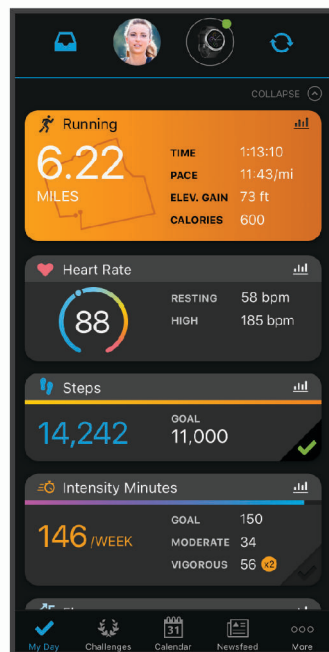 COLLAPSE
Running
6.22
MILES
TIME 1:13:10
PACE 11:43/mi
ELEV. GAIN 73 ft
CALORIES 600
Heart Rate
88
RESTING 58 bpm
HIGH 185 bpm
Steps
14,242
GOAL
11,000
Intensity Minutes
146 /WEEK
GOAL 150
MODERATE 34
VIGOROUS 56 x2
31
My Day Challenges Calendar Newsfeed More